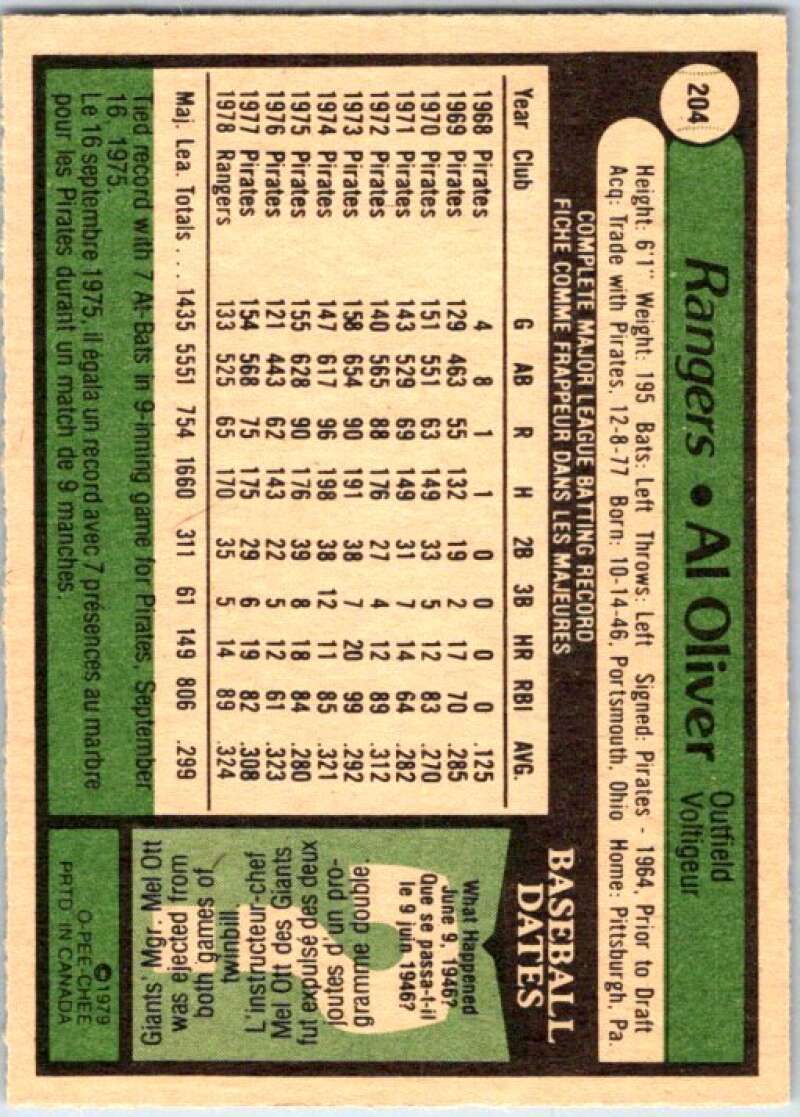 204
Rangers • Al Oliver
Outfield
Voltigeur
Height: 6'1" Weight: 195 Bats: Left Throws: Left Signed: Pirates - 1964, Prior to Draft
Acq: Trade with Pirates, 12-8-77 Born: 10-14-46, Portsmouth, Ohio Home: Pittsburgh, Pa.
COMPLETE MAJOR LEAGUE BATTING RECORD
FICHE COMME FRAPPEUR DANS LES MAJEURES
Year Club G AB R H 2B 3B HR RBI AVG.
1968 Pirates 4 8 1 1 0 0 0 0 .125
1969 Pirates 129 463 55 132 19 2 17 70 .285
1970 Pirates 151 551 63 149 33 5 12 83 .270
1971 Pirates 143 529 69 149 31 7 14 64 .282
1972 Pirates 140 565 88 176 27 4 12 89 .312
1973 Pirates 158 654 90 191 38 7 20 99 .292
1974 Pirates 147 617 96 198 38 12 11 85 .321
1975 Pirates 155 628 90 176 39 8 18 84 .280
1976 Pirates 121 443 62 143 22 5 12 61 .323
1977 Pirates 154 568 75 175 29 6 19 82 .308
1978 Rangers 133 525 65 170 35 5 14 89 .324
Maj. Lea. Totals . . . 1435 5551 754 1660 311 61 149 806 .299
Tied record with 7 At-Bats in 9-inning game for Pirates, September
16 1975.
Le 16 septembre 1975, il égala un record avec 7 présences au marbre
pour les Pirates durant un match de 9 manches.
BASEBALL
DATES
What Happened
June 9, 1946?
Que se passa-t-il
le 9 juin 1946?
Giants' Mgr. Mel Ott
was ejected from
both games of
twinbill
L'instructeur-chef
Mel Ott des Giants
fut expulsé des deux
joutes d'un pro-
gramme double.
©1979
O-PEE-CHEE
PRTD. IN CANADA